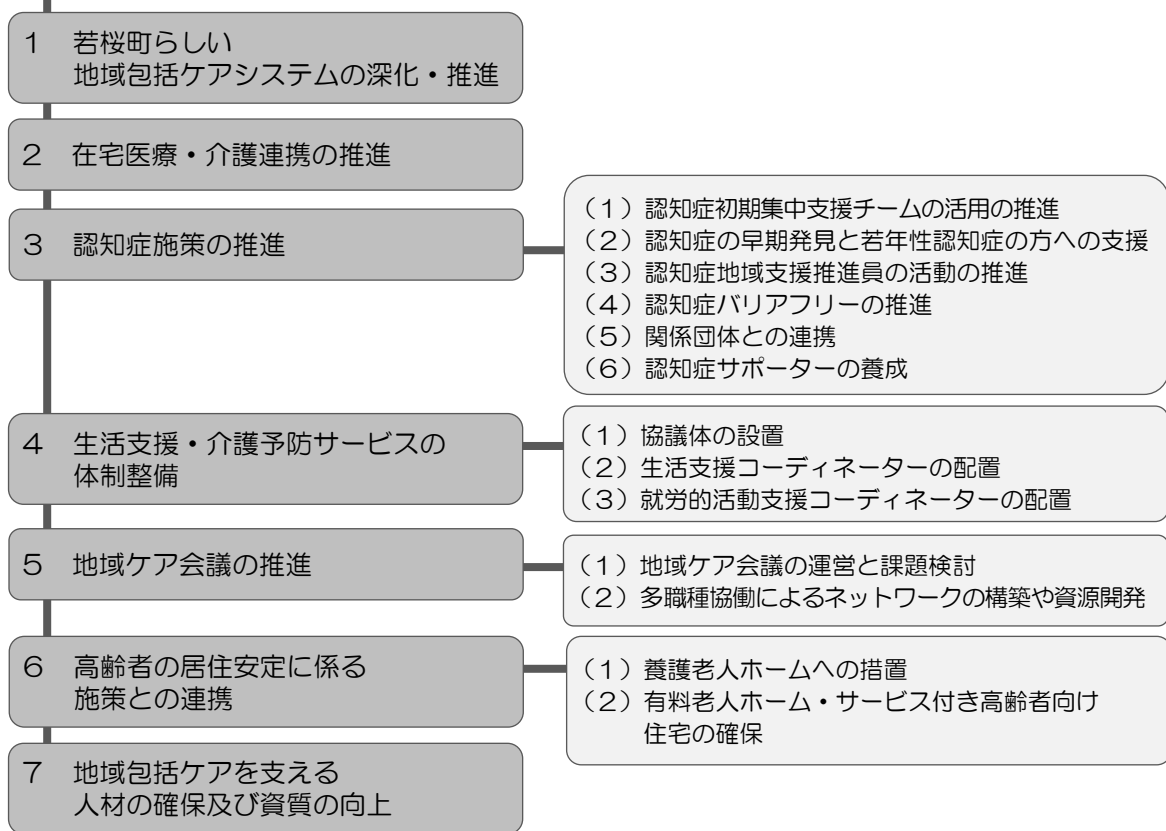 1 若桜町らしい
地域包括ケアシステムの深化・推進
2 在宅医療・介護連携の推進
3 認知症施策の推進
(1)認知症初期集中支援チームの活用の推進
(2)認知症の早期発見と若年性認知症の方への支援
(3)認知症地域支援推進員の活動の推進
(4)認知症バリアフリーの推進
(5)関係団体との連携
(6)認知症サポーターの養成
4 生活支援・介護予防サービスの
体制整備
(1)協議体の設置
(2)生活支援コーディネーターの配置
(3)就労的活動支援コーディネーターの配置
5 地域ケア会議の推進
(1)地域ケア会議の運営と課題検討
(2)多職種協働によるネットワークの構築や資源開発
6 高齢者の居住安定に係る
施策との連携
(1)養護老人ホームへの措置
(2)有料老人ホーム・サービス付き高齢者向け
住宅の確保
7 地域包括ケアを支える
人材の確保及び資質の向上